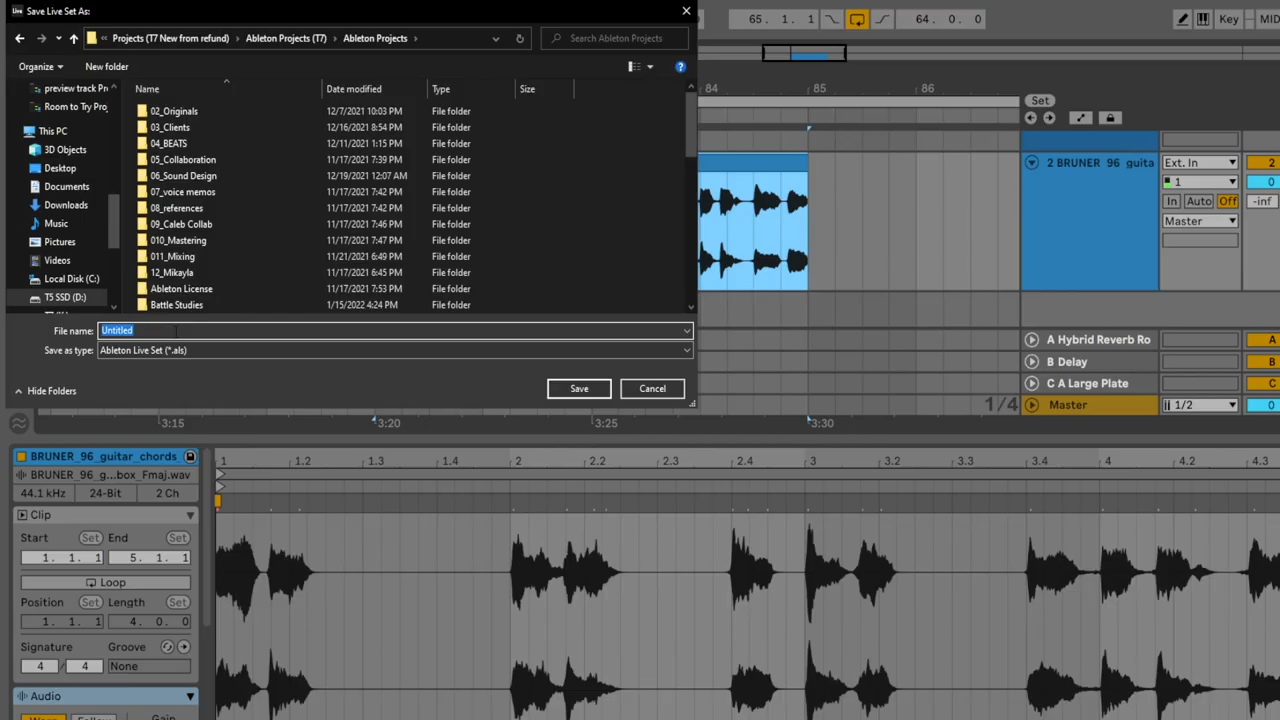 Live Save Live Set As:
« Projects (T7 New from refund) › Ableton Projects (T7) › Ableton Projects ›
Search Ableton Projects
Organize
New folder
preview track Pr
Room to Try Proj
This PC
3D Objects
Desktop
Documents
Downloads
Music
Pictures
Videos
Local Disk (C:)
T5 SSD (D:)
Name Date modified Type Size
02_Originals 12/7/2021 10:03 PM File folder
03_Clients 12/16/2021 8:54 PM File folder
04_BEATS 12/11/2021 1:15 PM File folder
05_Collaboration 11/17/2021 7:39 PM File folder
06_Sound Design 12/19/2021 12:07 AM File folder
07_voice memos 11/17/2021 7:42 PM File folder
08_references 11/17/2021 7:42 PM File folder
09_Caleb Collab 11/17/2021 7:46 PM File folder
010_Mastering 11/17/2021 7:47 PM File folder
011_Mixing 11/21/2021 6:49 PM File folder
12_Mikayla 11/17/2021 6:45 PM File folder
Ableton License 11/17/2021 7:53 PM File folder
Battle Studies 1/15/2022 4:24 PM File folder
File name: Untitled
Save as type: Ableton Live Set (*.als)
Hide Folders
Save
Cancel
65. 1. 1
64. 0. 0
Key
MIDI
84 85 86
Set
2 BRUNER 96 guita
Ext. In
2
1
0
In Auto Off
-inf
Master
A Hybrid Reverb Ro A
B Delay B
C A Large Plate C
1/4
Master
1/2
0
3:15 3:20 3:25 3:30
BRUNER_96_guitar_chords
BRUNER_96_g...box_Fmaj.wav
44.1 kHz 24-Bit 2 Ch
Clip
Start Set End Set
1. 1. 1 5. 1. 1
Loop
Position Set Length Set
1. 1. 1 4. 0. 0
Signature Groove
4 / 4 None
Audio
Warp Follow Gain
1 1.2 1.3 1.4 2 2.2 2.3 2.4 3 3.2 3.3 3.4 4 4.2 4.3